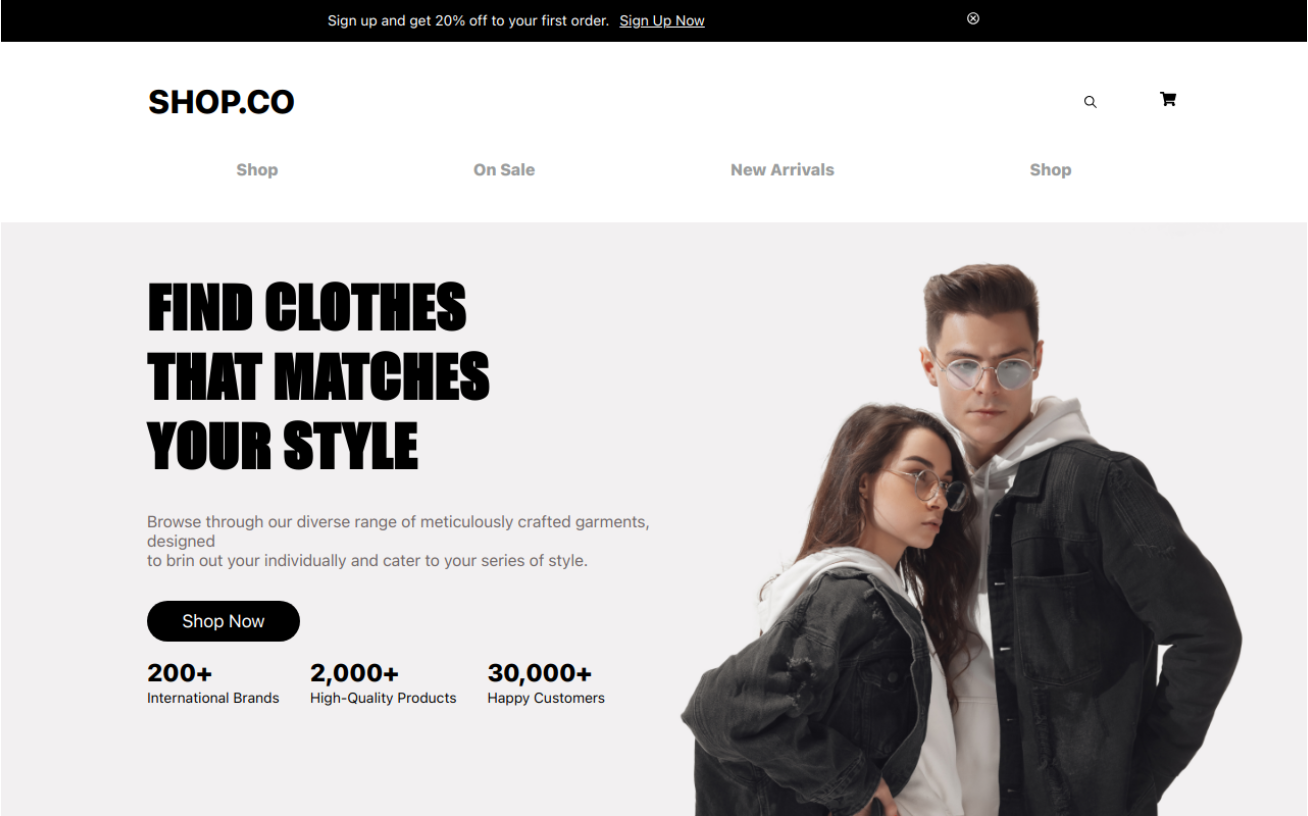 Sign up and get 20% off to your first order. Sign Up Now
SHOP.CO
Shop On Sale New Arrivals Shop
FIND CLOTHES
THAT MATCHES
YOUR STYLE
Browse through our diverse range of meticulously crafted garments,
designed
to brin out your individually and cater to your series of style.
Shop Now
200+ 2,000+ 30,000+
International Brands High-Quality Products Happy Customers